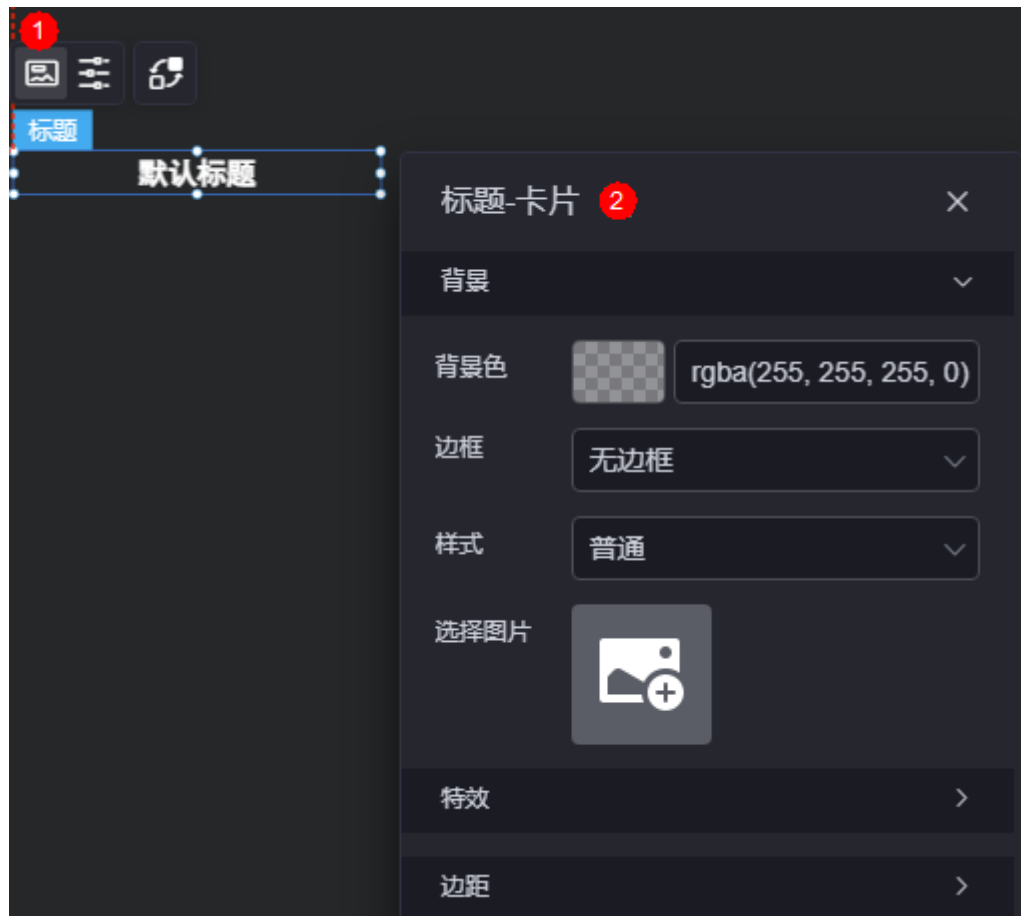 1
标题
默认标题
标题-卡片 2
背景
背景色 rgba(255, 255, 255, 0)
边框 无边框
样式 普通
选择图片
特效
边距